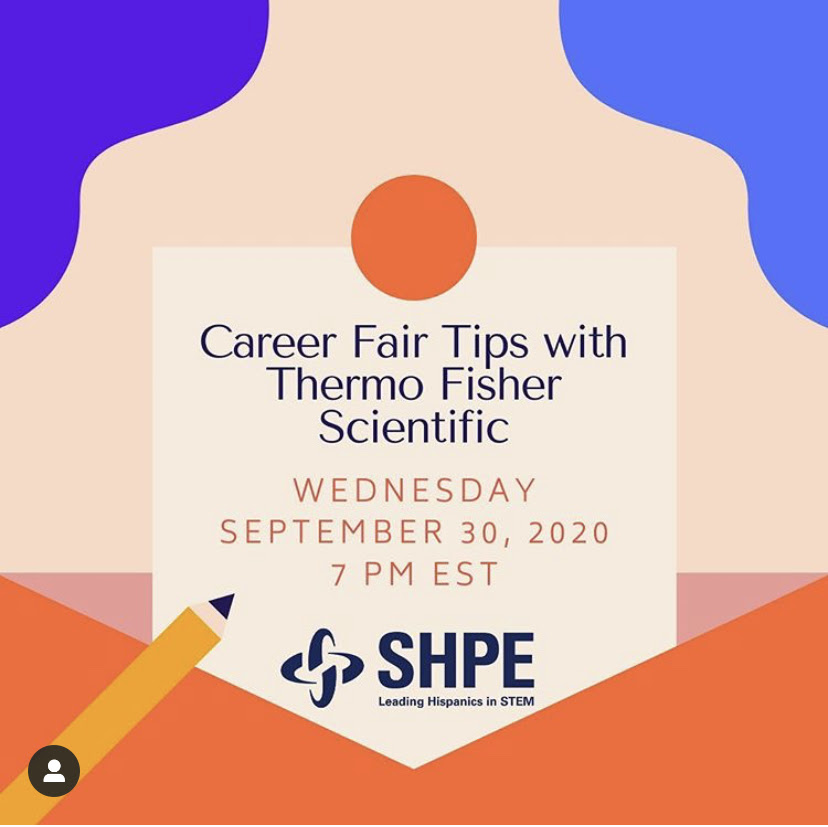 Career Fair Tips with
Thermo Fisher
Scientific
WEDNESDAY
SEPTEMBER 30, 2020
7 PM EST
SHPE
Leading Hispanics in STEM